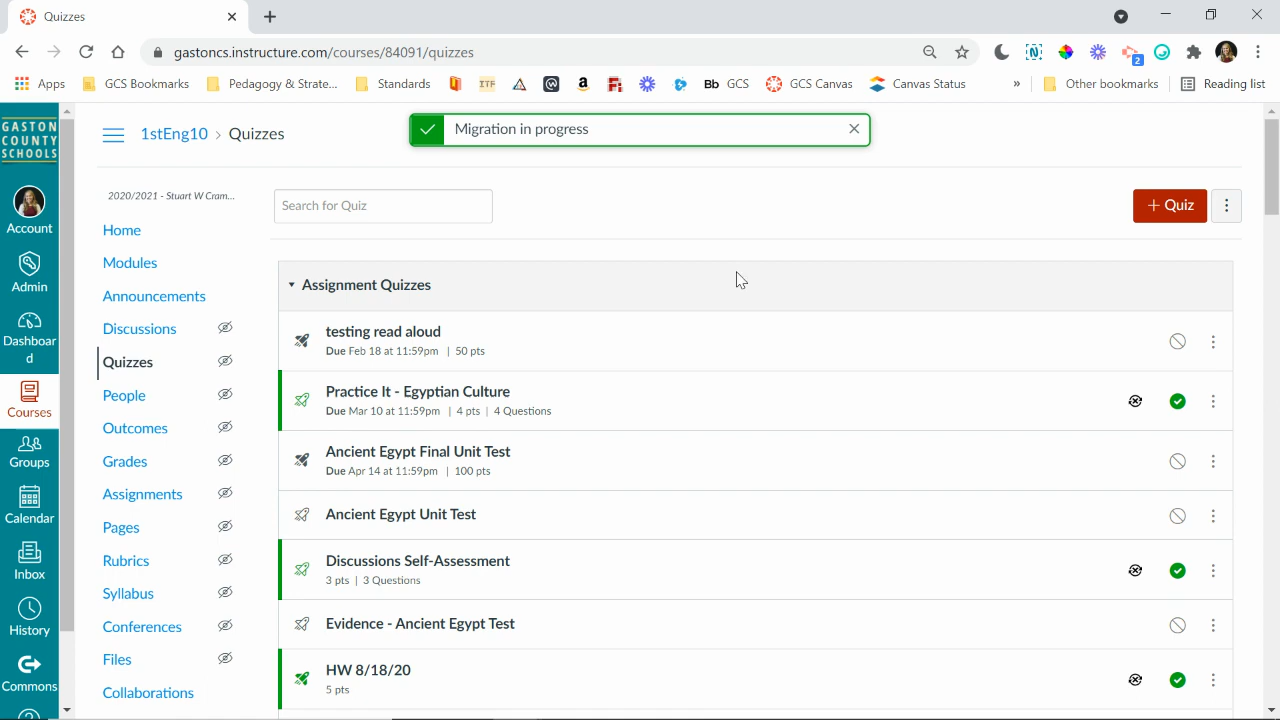 Quizzes
gastoncs.instructure.com/courses/84091/quizzes
2
Apps
GCS Bookmarks
Pedagogy & Strate...
Standards
TTF
Bb GCS
GCS Canvas
Canvas Status
»
Other bookmarks
Reading list
GASTON
COUNTY
SCHOOLS
Account
Admin
Dashboar
d
Courses
Groups
Calendar
Inbox
History
Commons
1stEng10 › Quizzes
Migration in progress
2020/2021 - Stuart W Cram...
Home
Modules
Announcements
Discussions
Quizzes
People
Outcomes
Grades
Assignments
Pages
Rubrics
Syllabus
Conferences
Files
Collaborations
Search for Quiz
+ Quiz
Assignment Quizzes
testing read aloud
Due Feb 18 at 11:59pm | 50 pts
Practice It - Egyptian Culture
Due Mar 10 at 11:59pm | 4 pts | 4 Questions
Ancient Egypt Final Unit Test
Due Apr 14 at 11:59pm | 100 pts
Ancient Egypt Unit Test
Discussions Self-Assessment
3 pts | 3 Questions
Evidence - Ancient Egypt Test
HW 8/18/20
5 pts